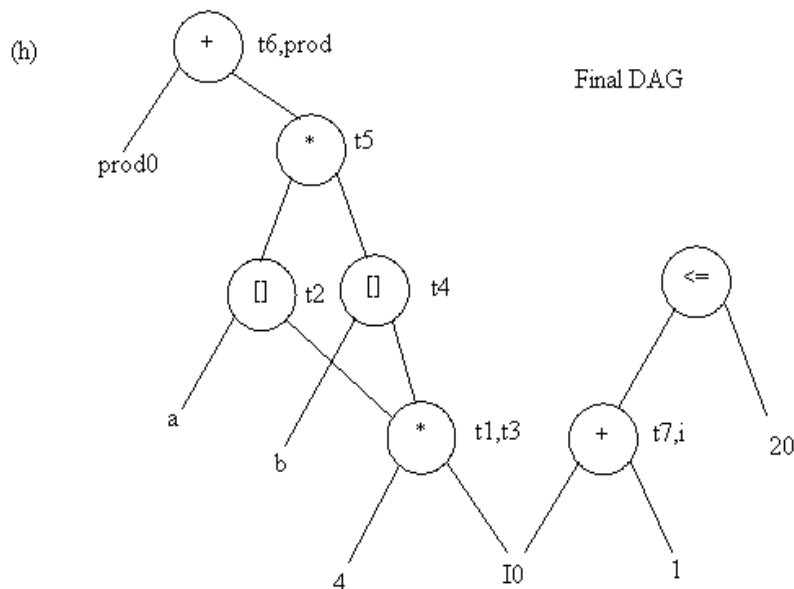 (h)
+ t6,prod
Final DAG
prod0
* t5
[] t2
[] t4
<=
a
b
* t1,t3
+ t7,i
20
4
I0
1